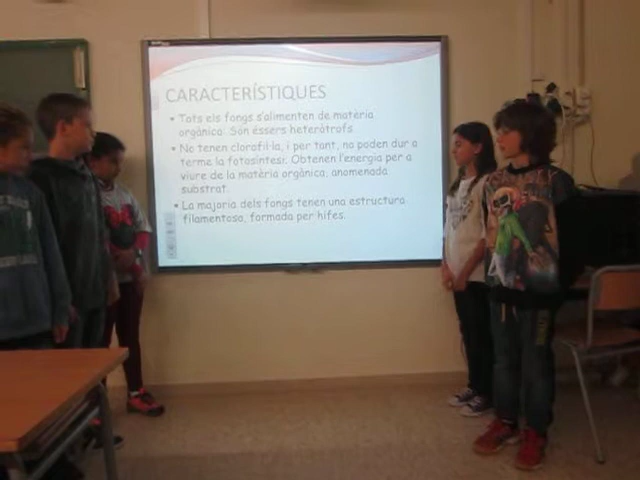 CARACTERÍSTIQUES
• Tots els fongs s'alimenten de matèria
orgànica. Són éssers heteròtrofs.
• No tenen clorofil·la, i per tant, no poden dur a
terme la fotosíntesi. Obtenen l'energia per a
viure de la matèria orgànica, anomenada
substrat.
• La majoria dels fongs tenen una estructura
filamentosa, formada per hifes.